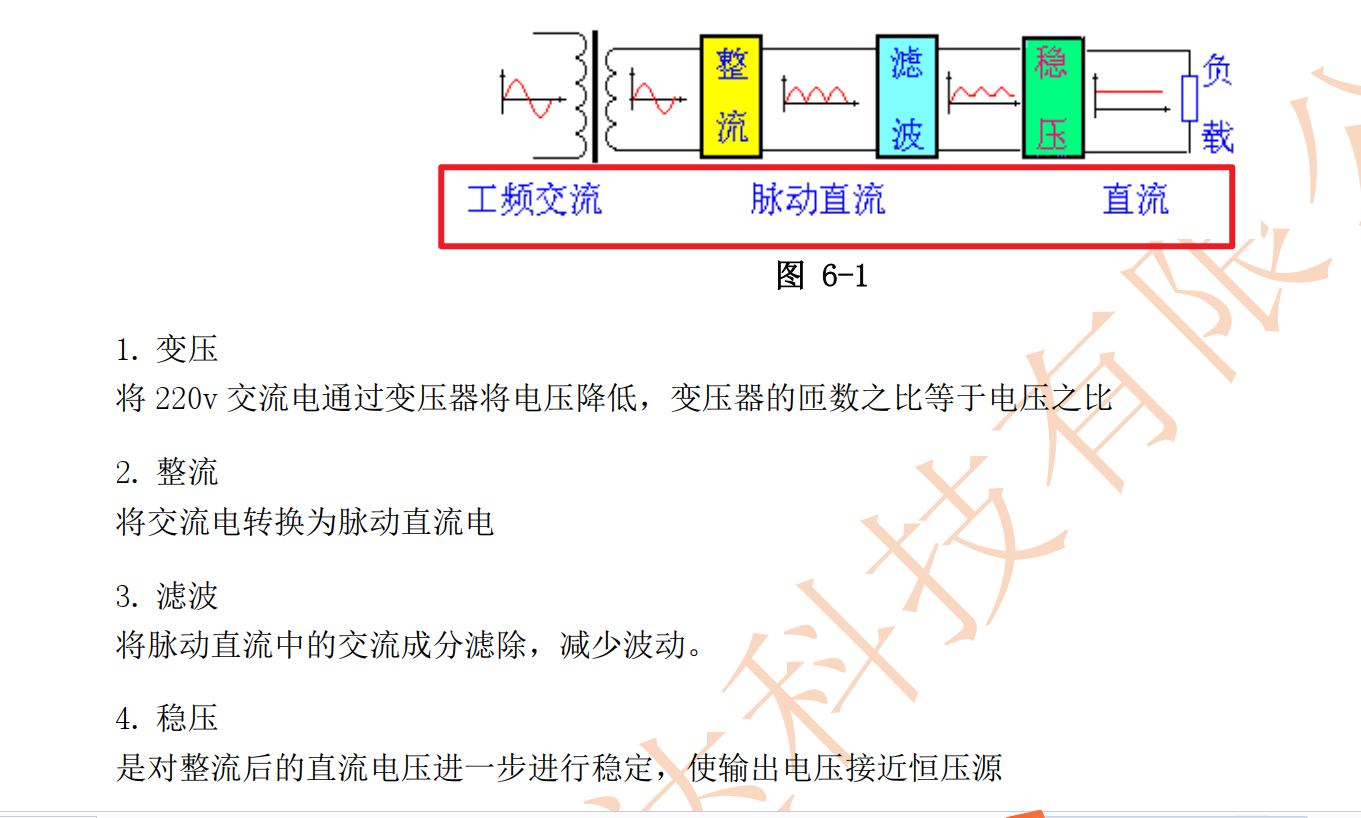 整流
滤波
稳压
负载
工频交流 脉动直流 直流
图 6-1
1. 变压
将 220v 交流电通过变压器将电压降低，变压器的匝数之比等于电压之比
2. 整流
将交流电转换为脉动直流电
3. 滤波
将脉动直流中的交流成分滤除，减少波动。
4. 稳压
是对整流后的直流电压进一步进行稳定，使输出电压接近恒压源
达科技有限公